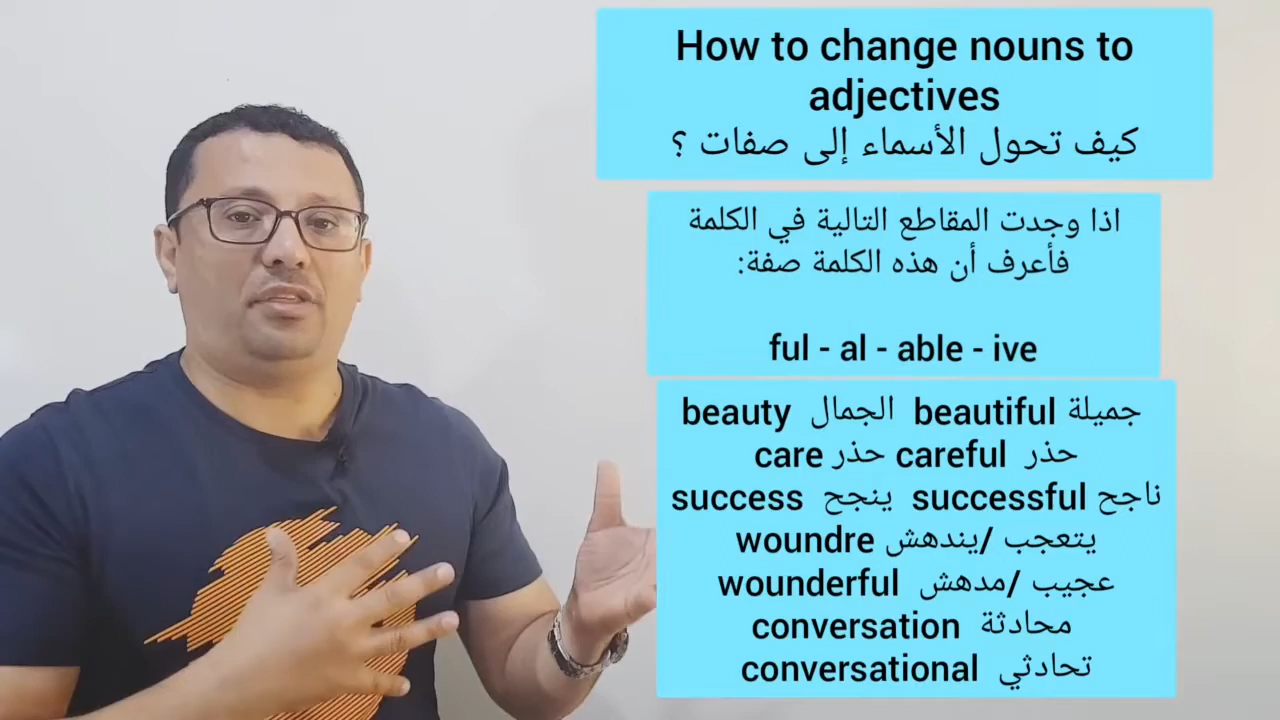 How to change nouns to
adjectives
كيف تحول الأسماء إلى صفات ؟
اذا وجدت المقاطع التالية في الكلمة
فأعرف أن هذه الكلمة صفة:
ful - al - able - ive
beauty الجمال beautiful جميلة
care حذر careful حذر
success ينجح successful ناجح
woundre يتعجب /يندهش
wounderful عجيب /مدهش
conversation محادثة
conversational تحادثي